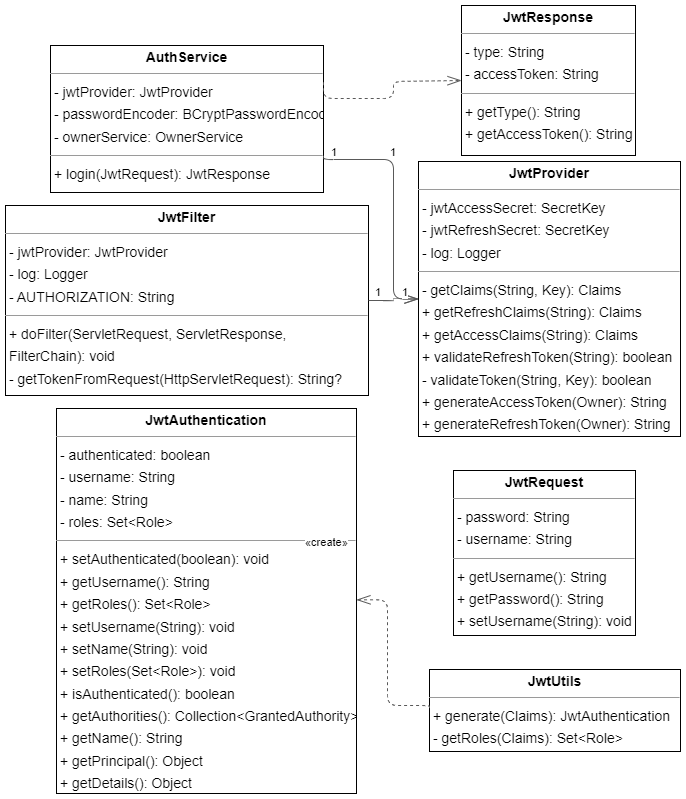 JwtResponse
- type: String
- accessToken: String
+ getType(): String
+ getAccessToken(): String
AuthService
- jwtProvider: JwtProvider
- passwordEncoder: BCryptPasswordEncod
- ownerService: OwnerService
+ login(JwtRequest): JwtResponse
1
1
JwtProvider
- jwtAccessSecret: SecretKey
- jwtRefreshSecret: SecretKey
- log: Logger
- getClaims(String, Key): Claims
+ getRefreshClaims(String): Claims
+ getAccessClaims(String): Claims
+ validateRefreshToken(String): boolean
- validateToken(String, Key): boolean
+ generateAccessToken(Owner): String
+ generateRefreshToken(Owner): String
JwtFilter
- jwtProvider: JwtProvider
- log: Logger
- AUTHORIZATION: String
+ doFilter(ServletRequest, ServletResponse,
FilterChain): void
- getTokenFromRequest(HttpServletRequest): String?
1
1
JwtAuthentication
- authenticated: boolean
- username: String
- name: String
- roles: Set<Role>
«create»
+ setAuthenticated(boolean): void
+ getUsername(): String
+ getRoles(): Set<Role>
+ setUsername(String): void
+ setName(String): void
+ setRoles(Set<Role>): void
+ isAuthenticated(): boolean
+ getAuthorities(): Collection<GrantedAuthority>
+ getName(): String
+ getPrincipal(): Object
+ getDetails(): Object
JwtRequest
- password: String
- username: String
+ getUsername(): String
+ getPassword(): String
+ setUsername(String): void
JwtUtils
+ generate(Claims): JwtAuthentication
- getRoles(Claims): Set<Role>